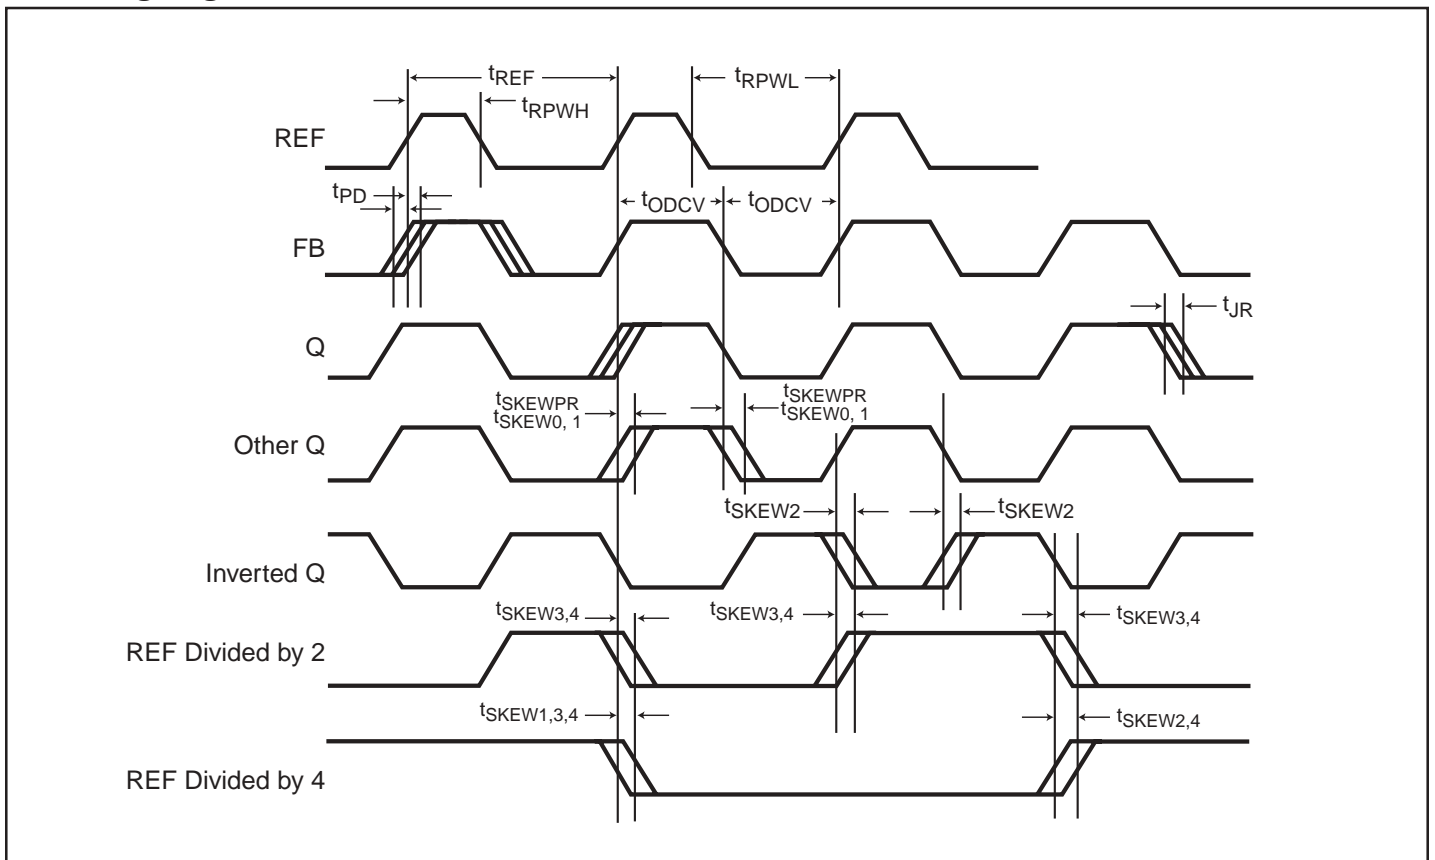 tREF
tRPWL
tRPWH
REF
tPD
tODCV
tODCV
FB
tJR
Q
tSKEWPR
tSKEW0, 1
tSKEWPR
tSKEW0, 1
Other Q
tSKEW2
tSKEW2
Inverted Q
tSKEW3,4
tSKEW3,4
tSKEW3,4
REF Divided by 2
tSKEW1,3,4
tSKEW2,4
REF Divided by 4